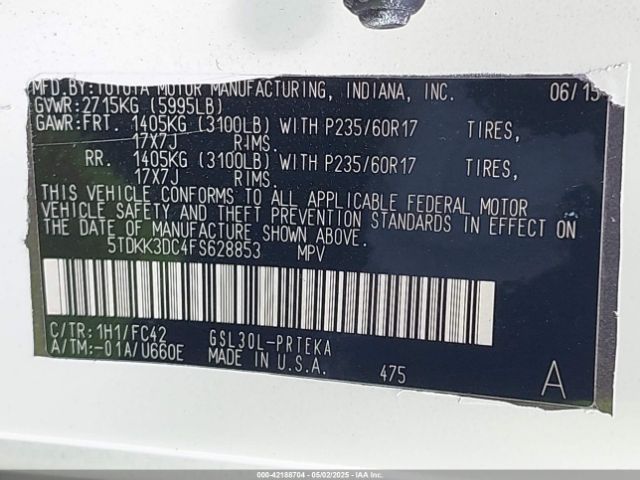 MFD.BY:TOYOTA MOTOR MANUFACTURING, INDIANA, INC. 06/15
GVWR:2715KG (5995LB)
GAWR:FRT. 1405KG (3100LB) WITH P235/60R17 TIRES,
17X7J RIMS.
RR. 1405KG (3100LB) WITH P235/60R17 TIRES,
17X7J RIMS.
THIS VEHICLE CONFORMS TO ALL APPLICABLE FEDERAL MOTOR
VEHICLE SAFETY AND THEFT PREVENTION STANDARDS IN EFFECT ON
THE DATE OF MANUFACTURE SHOWN ABOVE.
5TDKK3DC4FS628853 MPV
C/TR:1H1/FC42 GSL30L-PRTEKA
A/TM:-01A/U660E MADE IN U.S.A. 475 A
000-42188704 - 05/02/2025 - IAA Inc.